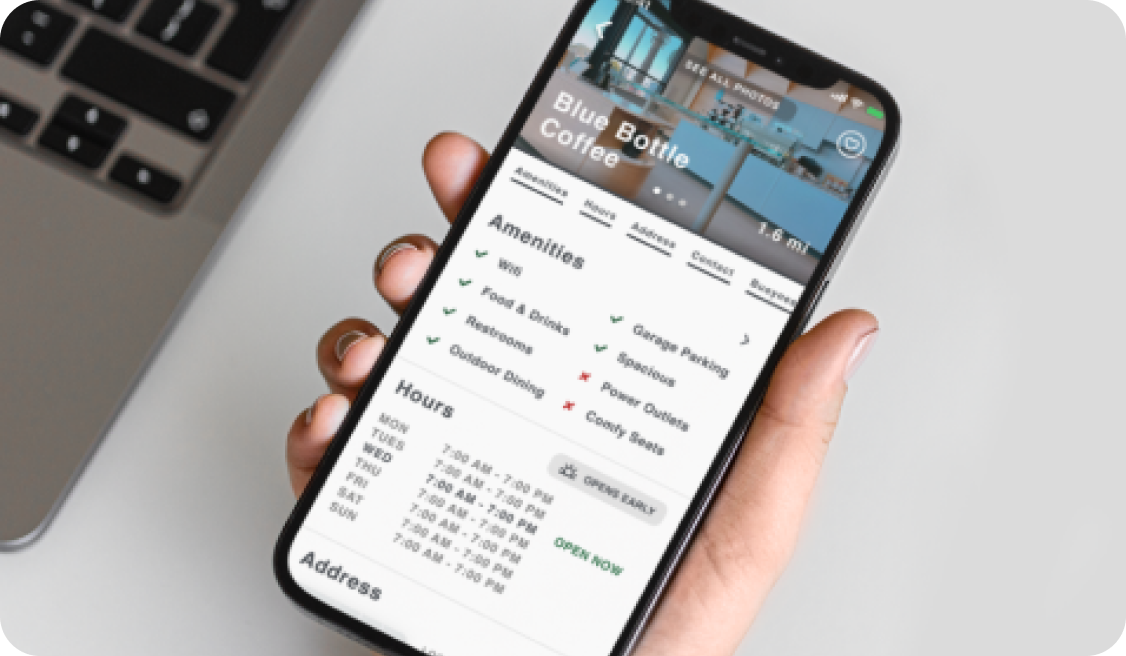 SEE ALL PHOTOS
Blue Bottle
Coffee
1.6 mi
Amenities
Hours
Address
Contact
Amenities
Wifi
Food & Drinks
Restrooms
Outdoor Dining
Garage Parking
Spacious
Power Outlets
Comfy Seats
Hours
OPENS EARLY
MON 7:00 AM - 7:00 PM
TUES 7:00 AM - 7:00 PM
WED 7:00 AM - 7:00 PM
THU 7:00 AM - 7:00 PM
FRI 7:00 AM - 7:00 PM
SAT 7:00 AM - 7:00 PM
SUN 7:00 AM - 7:00 PM
OPEN NOW
Address